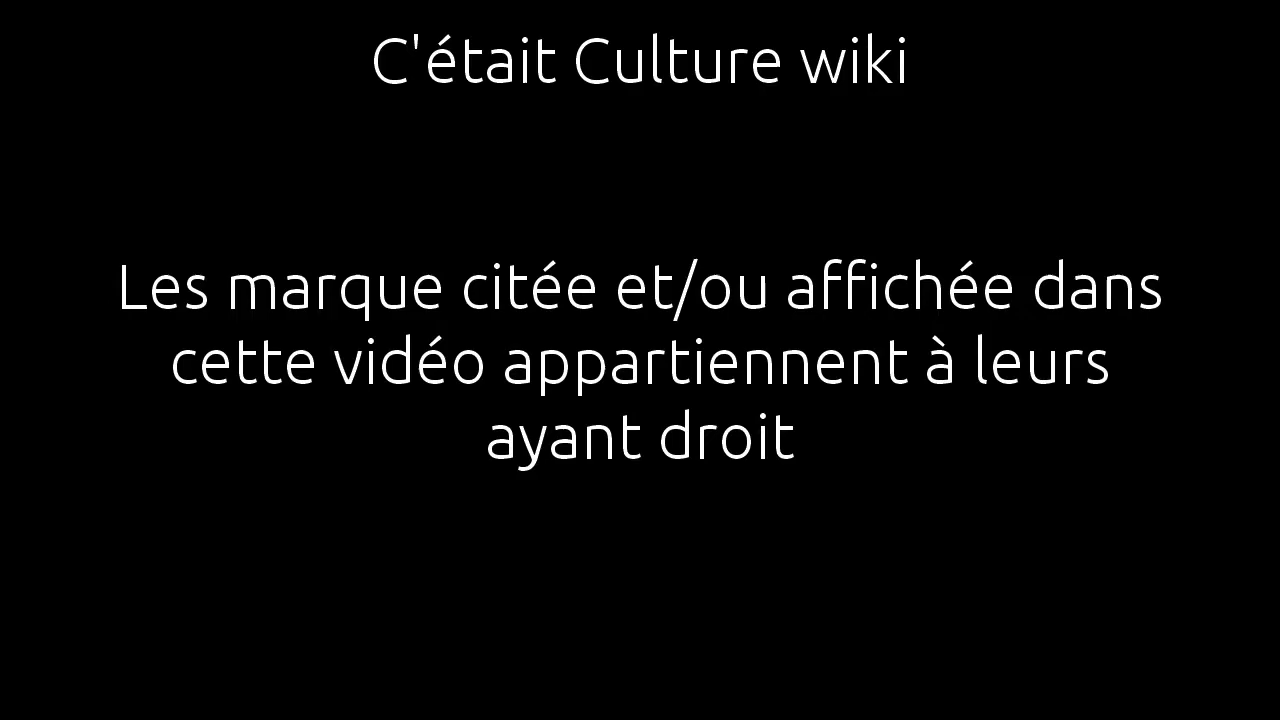 C'était Culture wiki
Les marque citée et/ou affichée dans
cette vidéo appartiennent à leurs
ayant droit